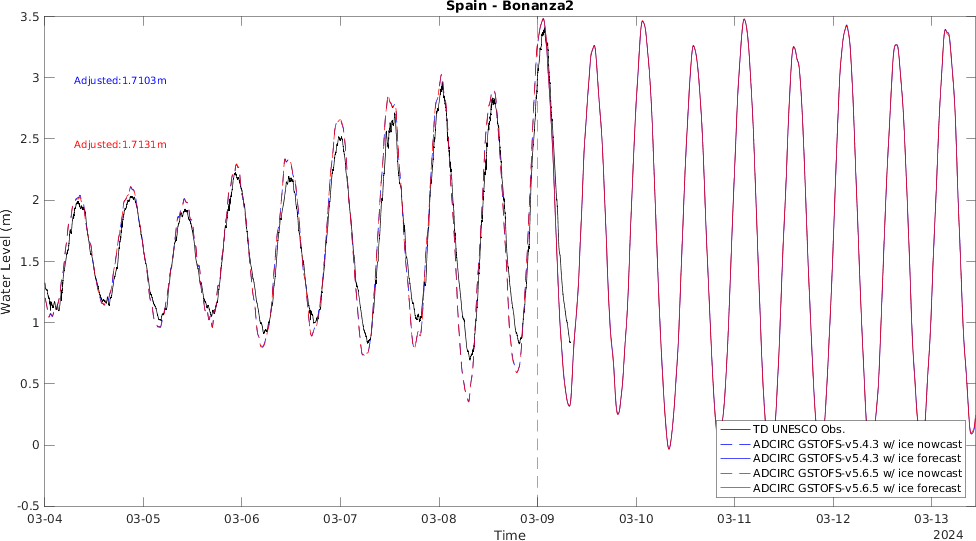 Spain - Bonanza2
3.5
3
2.5
2
1.5
1
0.5
0
-0.5
Water Level (m)
Adjusted:1.7103m
Adjusted:1.7131m
TD UNESCO Obs.
ADCIRC GSTOFS-v5.4.3 w/ ice nowcast
ADCIRC GSTOFS-v5.4.3 w/ ice forecast
ADCIRC GSTOFS-v5.6.5 w/ ice nowcast
ADCIRC GSTOFS-v5.6.5 w/ ice forecast
03-04 03-05 03-06 03-07 03-08 03-09 03-10 03-11 03-12 03-13
Time
2024